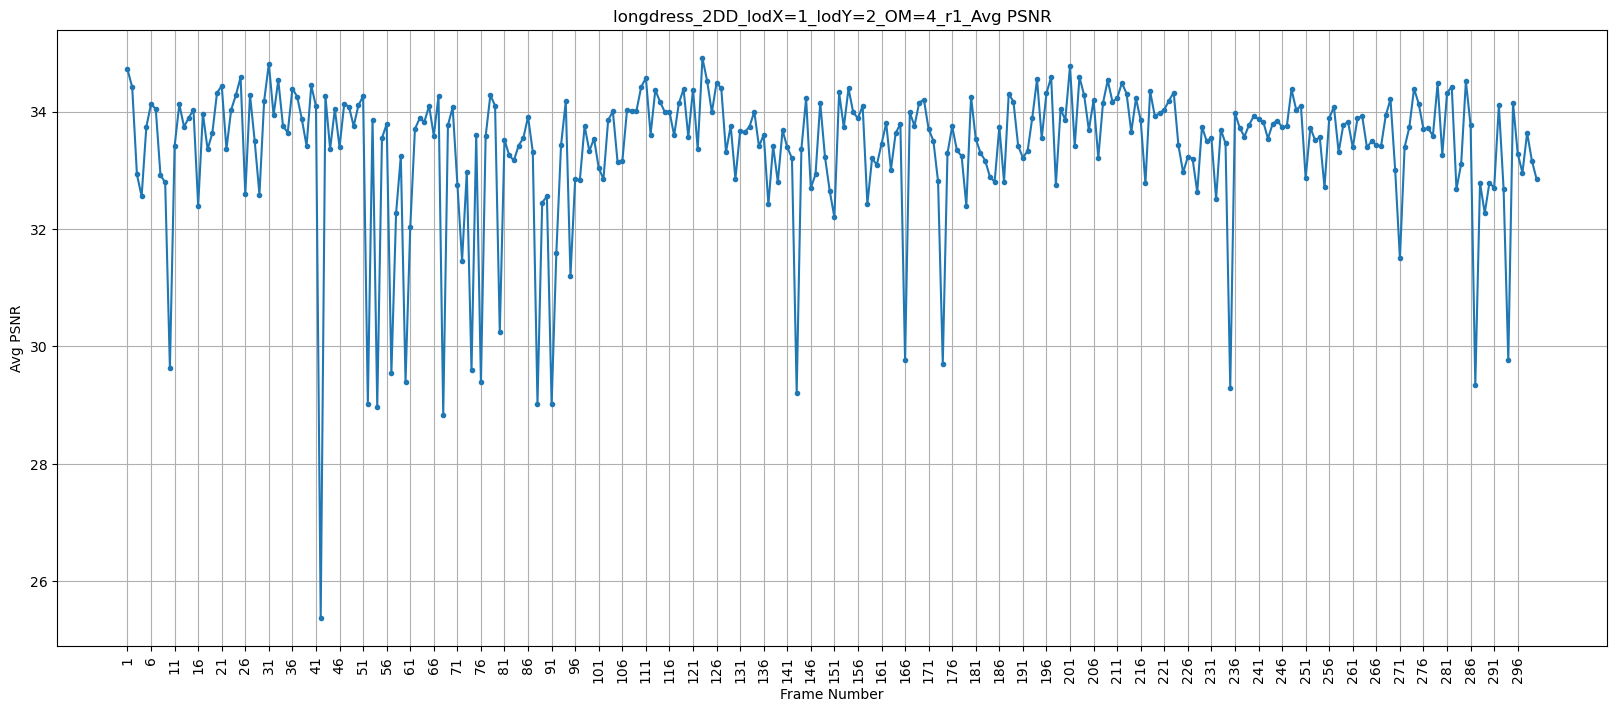 longdress_2DD_lodX=1_lodY=2_OM=4_r1_Avg PSNR
Avg PSNR
34
32
30
28
26
1 6 11 16 21 26 31 36 41 46 51 56 61 66 71 76 81 86 91 96 101 106 111 116 121 126 131 136 141 146 151 156 161 166 171 176 181 186 191 196 201 206 211 216 221 226 231 236 241 246 251 256 261 266 271 276 281 286 291 296
Frame Number